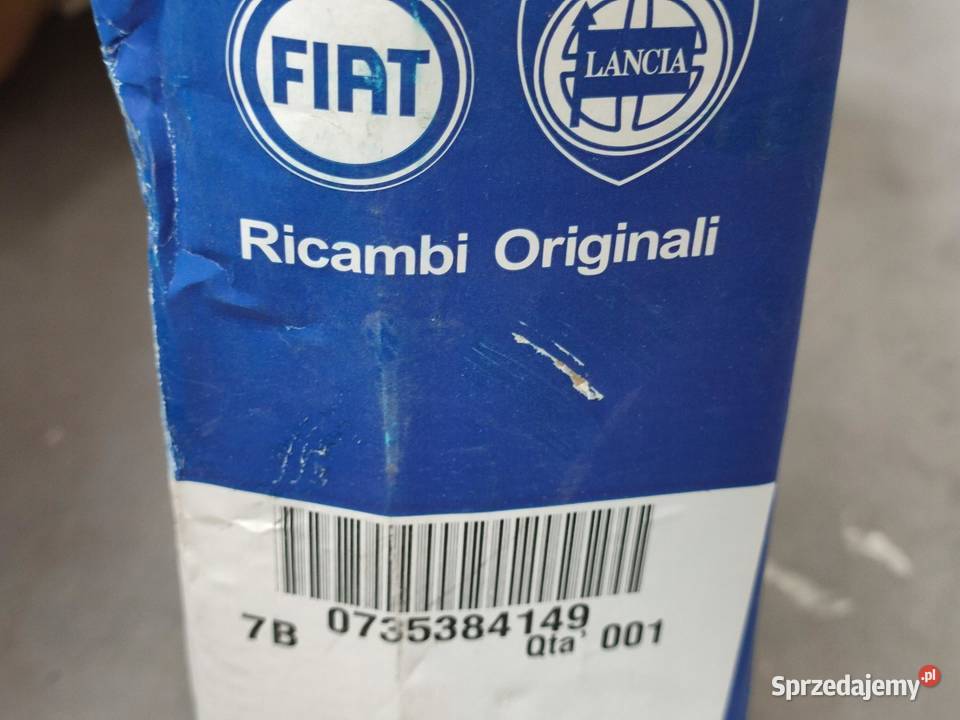 FIAT
LANCIA
Ricambi Originali
7B 0735384149
Qta' 001
Sprzedajemy.pl